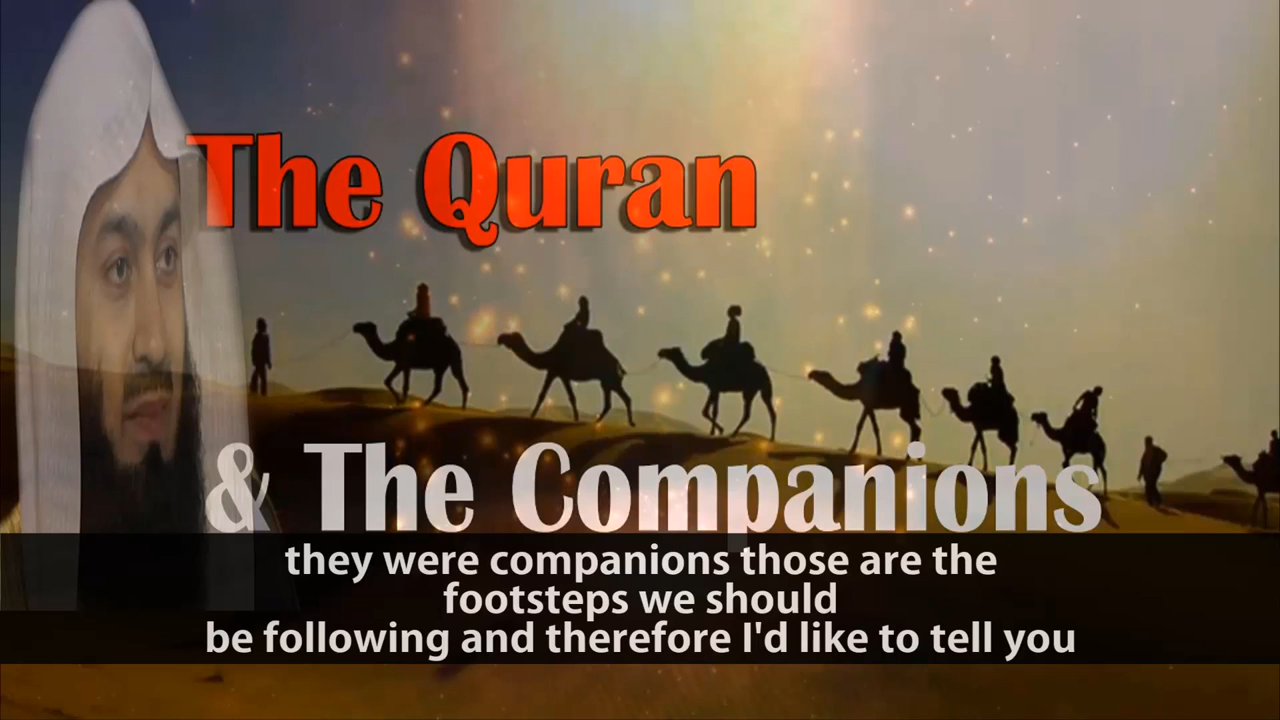 The Quran
& The Companions
they were companions those are the
footsteps we should
be following and therefore I'd like to tell you